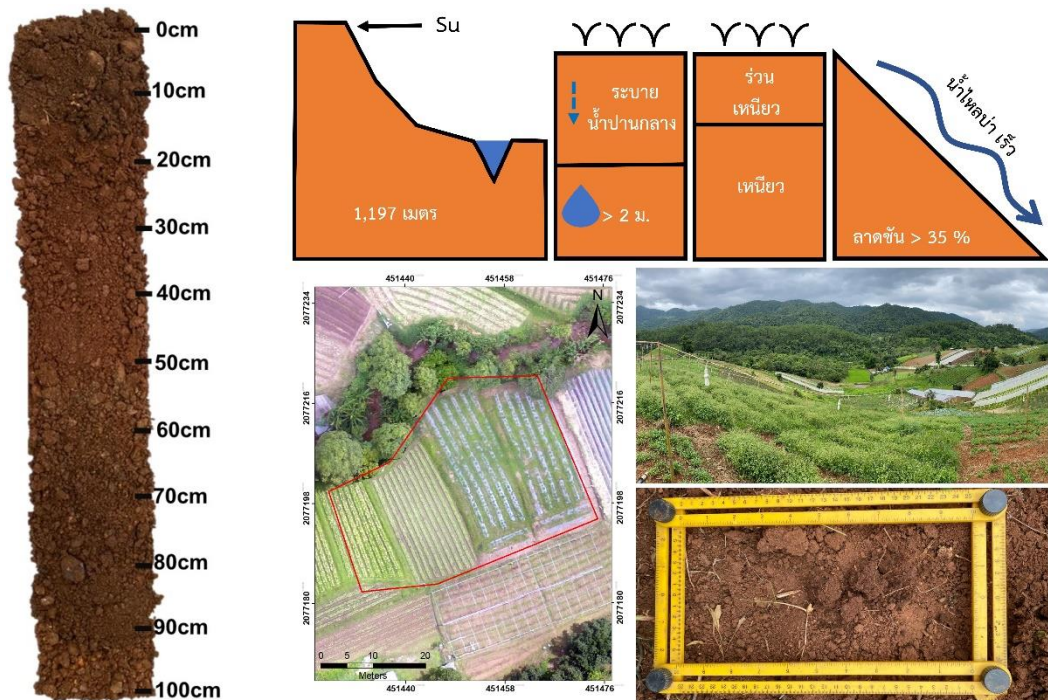 0cm
10cm
20cm
30cm
40cm
50cm
60cm
70cm
80cm
90cm
100cm
Su
1,197 เมตร
ระบาย
น้ำปานกลาง
> 2 ม.
ร่วน
เหนียว
เหนียว
น้ำไหลบ่า เร็ว
ลาดชัน > 35 %
451440
451458
451476
N
2077234
2077234
2077216
2077216
2077198
2077198
2077180
2077180
0 5 10 20
Meters
451440
451458
451476